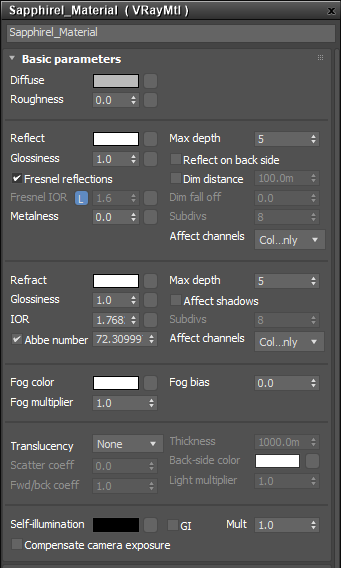 Sapphirel_Material ( VRayMtl ) x
Sapphirel_Material
Basic parameters
Diffuse
Roughness 0.0
Reflect Max depth 5
Glossiness 1.0 Reflect on back side
Fresnel reflections Dim distance 100.0m
Fresnel IOR L 1.6 Dim fall off 0.0
Metalness 0.0 Subdivs 8
Affect channels Col...nly
Refract Max depth 5
Glossiness 1.0 Affect shadows
IOR 1.768. Subdivs 8
Abbe number 72.30999 Affect channels Col...nly
Fog color Fog bias 0.0
Fog multiplier 1.0
Translucency None Thickness 1000.0m
Scatter coeff 0.0 Back-side color
Fwd/bck coeff 1.0 Light multiplier 1.0
Self-illumination GI Mult 1.0
Compensate camera exposure